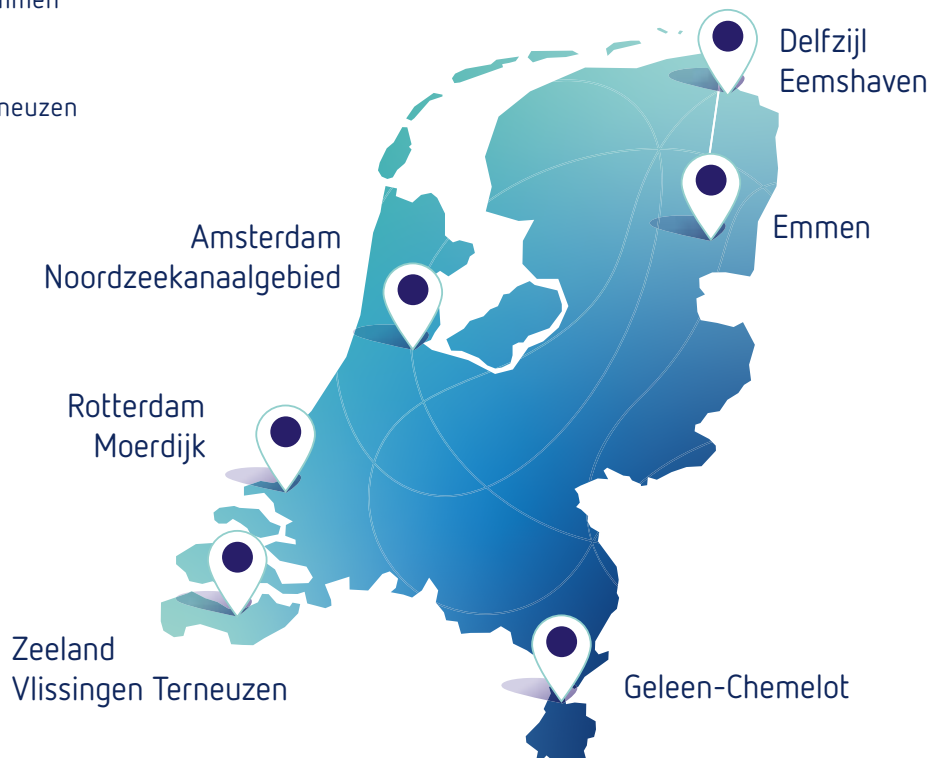 Delfzijl
Eemshaven
Emmen
Amsterdam
Noordzeekanaalgebied
Rotterdam
Moerdijk
Zeeland
Vlissingen Terneuzen
Geleen-Chemelot